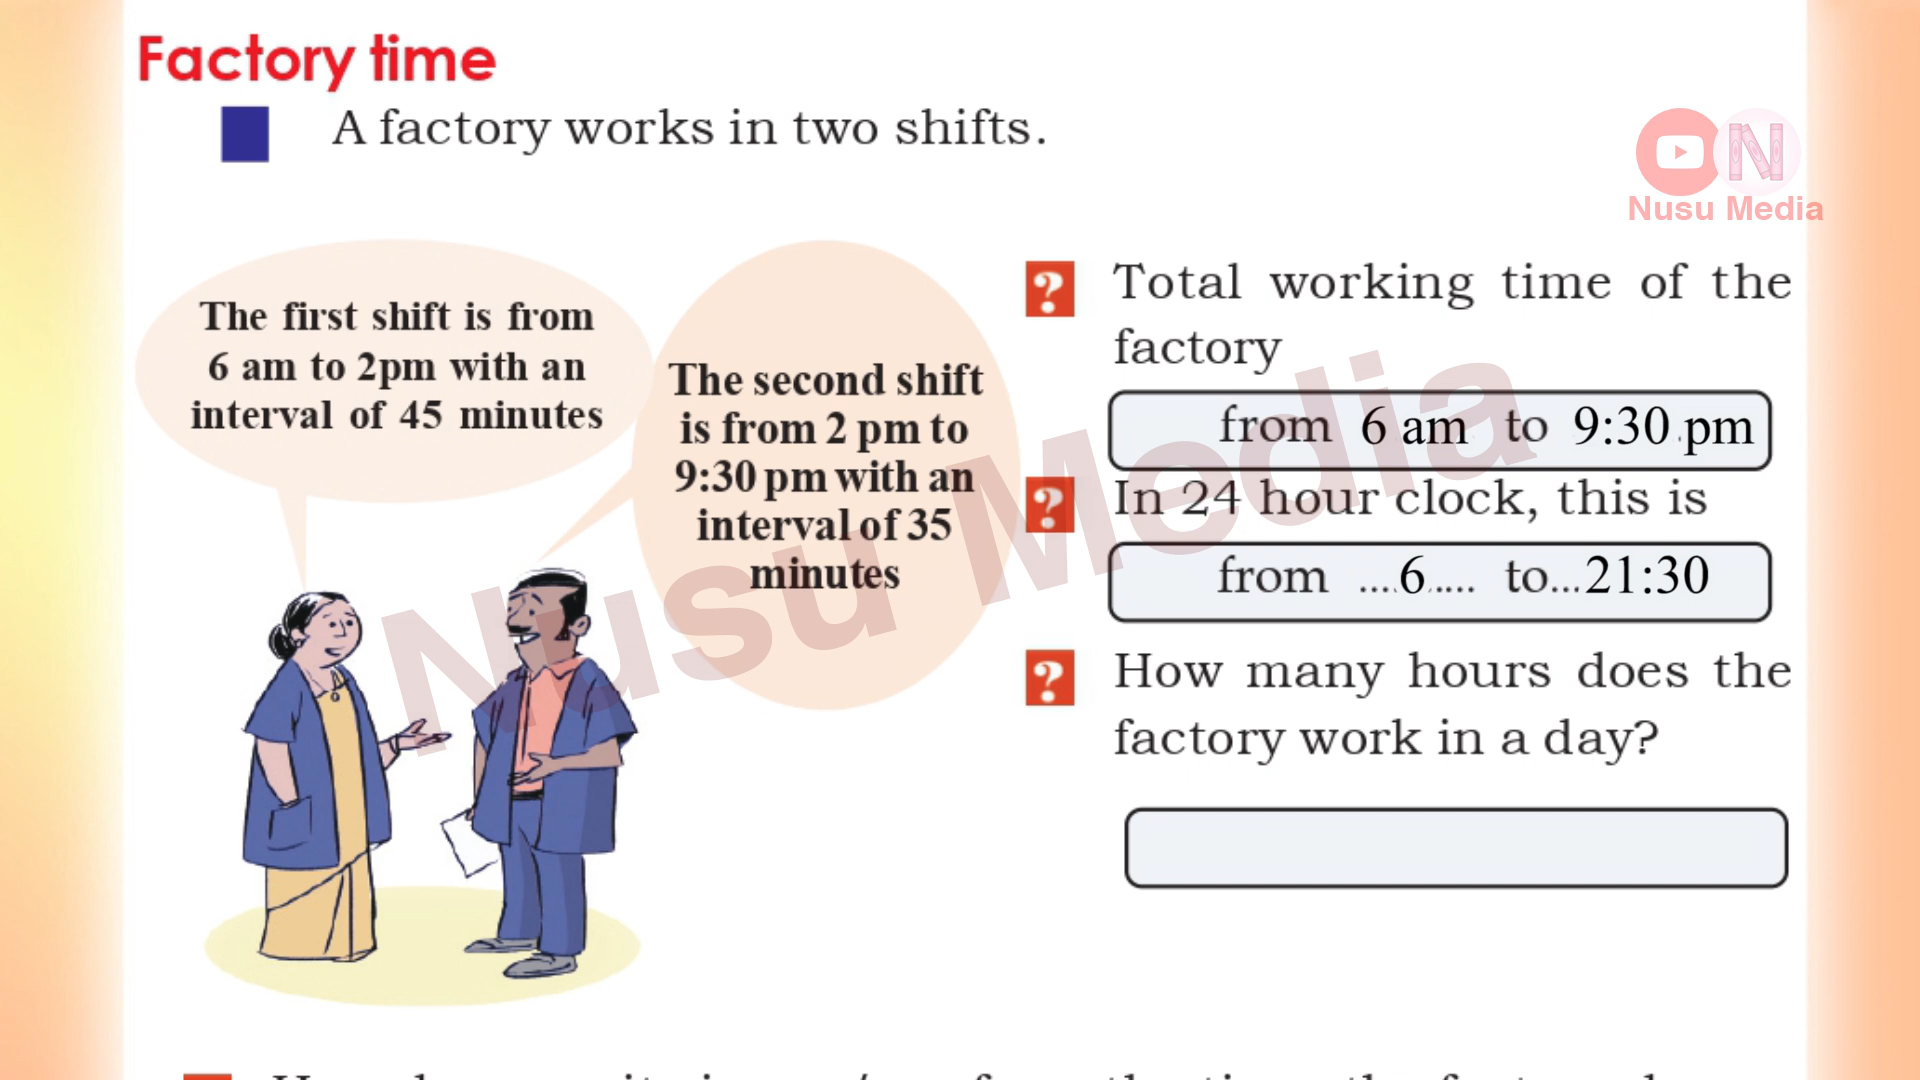 Factory time
A factory works in two shifts.
Nusu Media
The first shift is from
6 am to 2pm with an
interval of 45 minutes
The second shift
is from 2 pm to
9:30 pm with an
interval of 35
minutes
? Total working time of the
factory
from 6 am to 9:30 pm
? In 24 hour clock, this is
from ....6..... to...21:30
? How many hours does the
factory work in a day?
Nusu Media